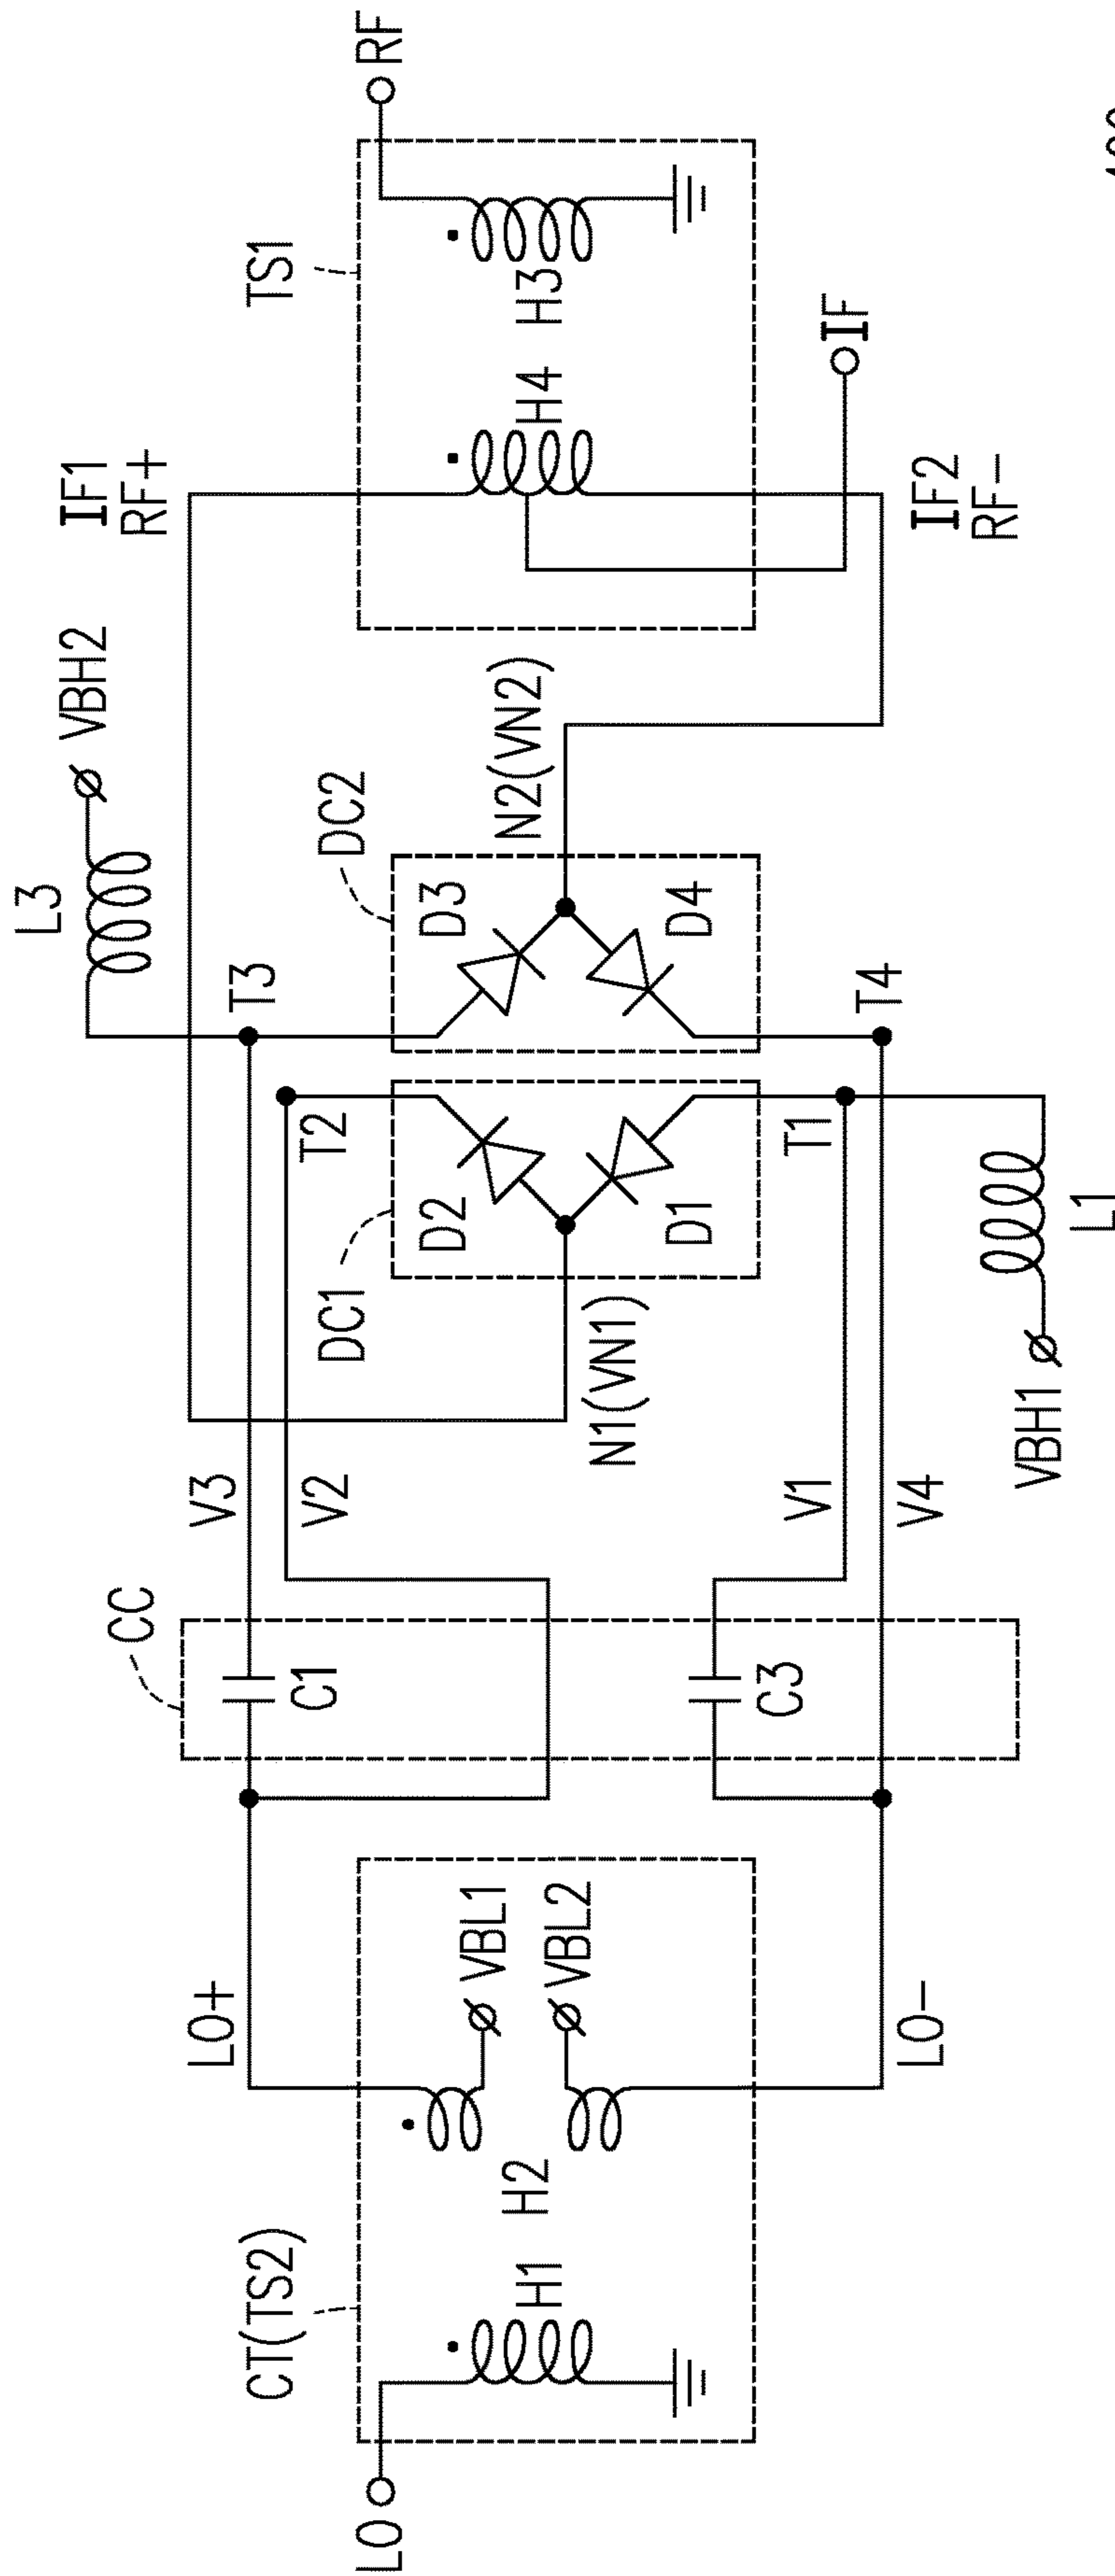 LO
CT(TS2)
H1
H2
VBL1
VBL2
LO+
LO-
CC
C1
C3
V3
V2
V1
V4
VBH1
L1
N1(VN1)
DC1
D2
D1
T2
T1
T3
T4
L3
VBH2
DC2
D3
D4
N2(VN2)
IF1
RF+
IF2
RF-
TS1
H4
H3
IF
RF